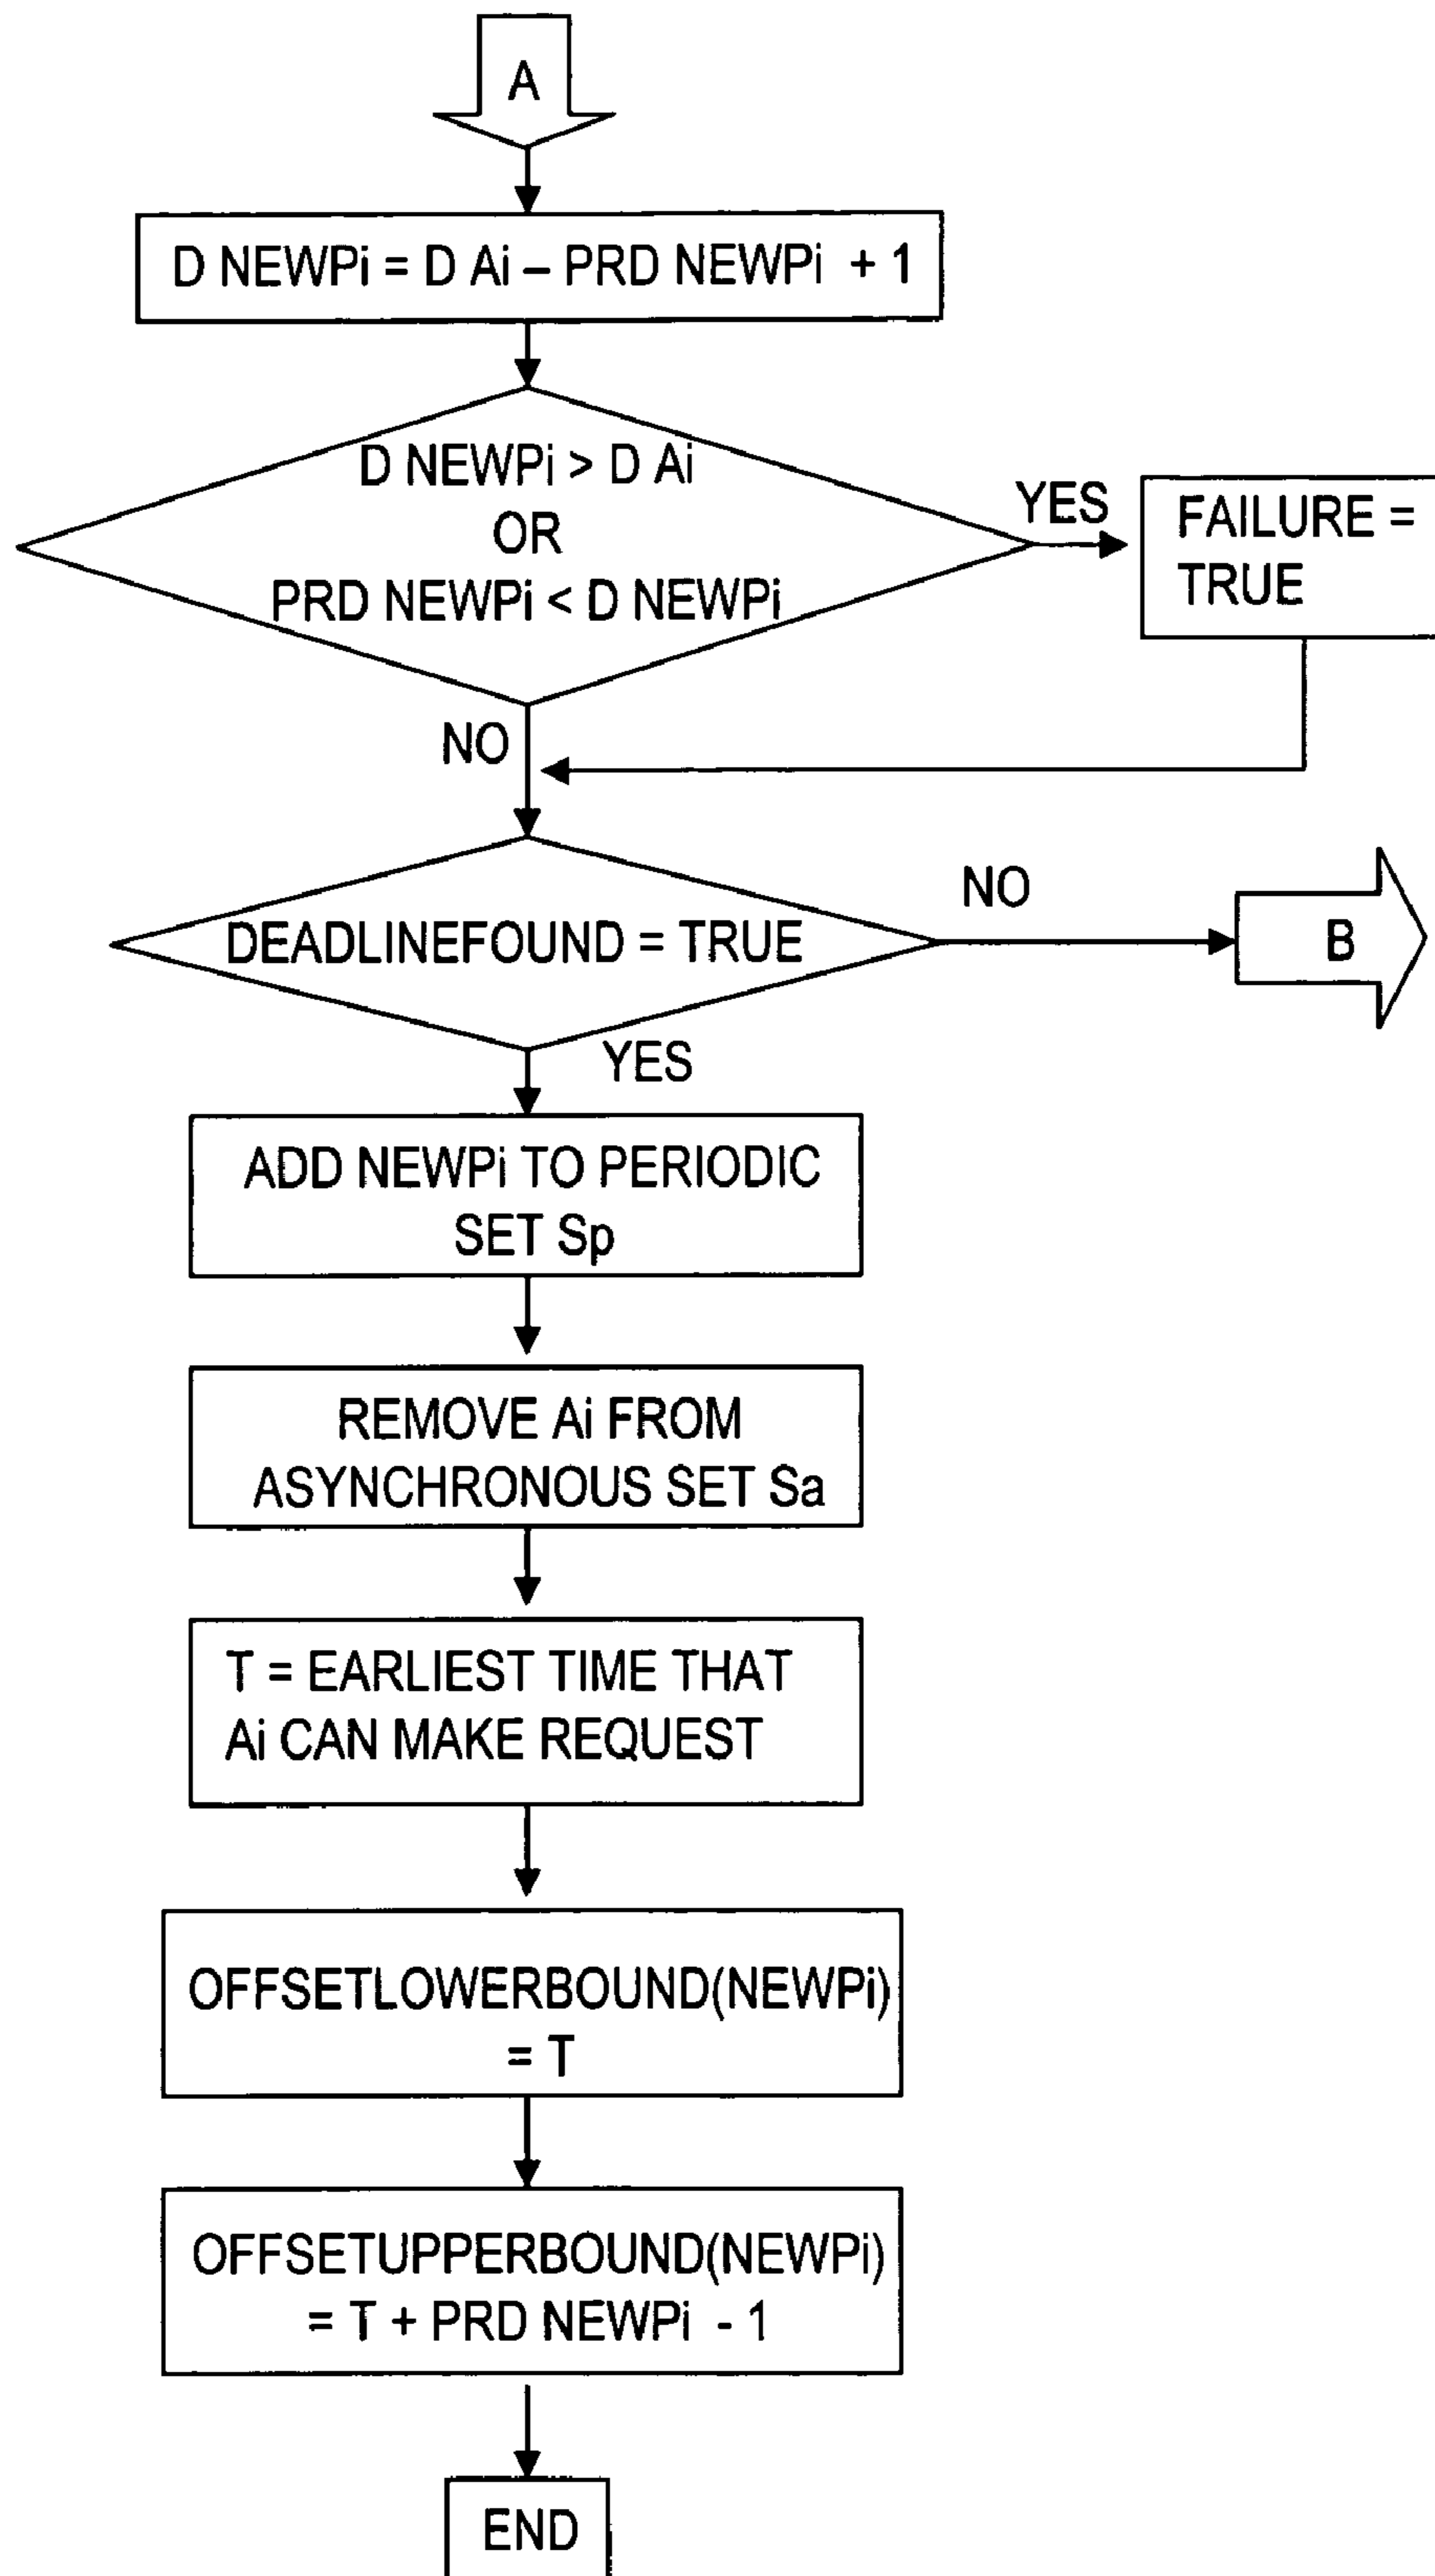 A
D NEWPi = D Ai – PRD NEWPi + 1
D NEWPi > D Ai
OR
PRD NEWPi < D NEWPi
YES
FAILURE =
TRUE
NO
DEADLINEFOUND = TRUE
NO
B
YES
ADD NEWPi TO PERIODIC
SET Sp
REMOVE Ai FROM
ASYNCHRONOUS SET Sa
T = EARLIEST TIME THAT
Ai CAN MAKE REQUEST
OFFSETLOWERBOUND(NEWPi)
= T
OFFSETUPPERBOUND(NEWPi)
= T + PRD NEWPi - 1
END